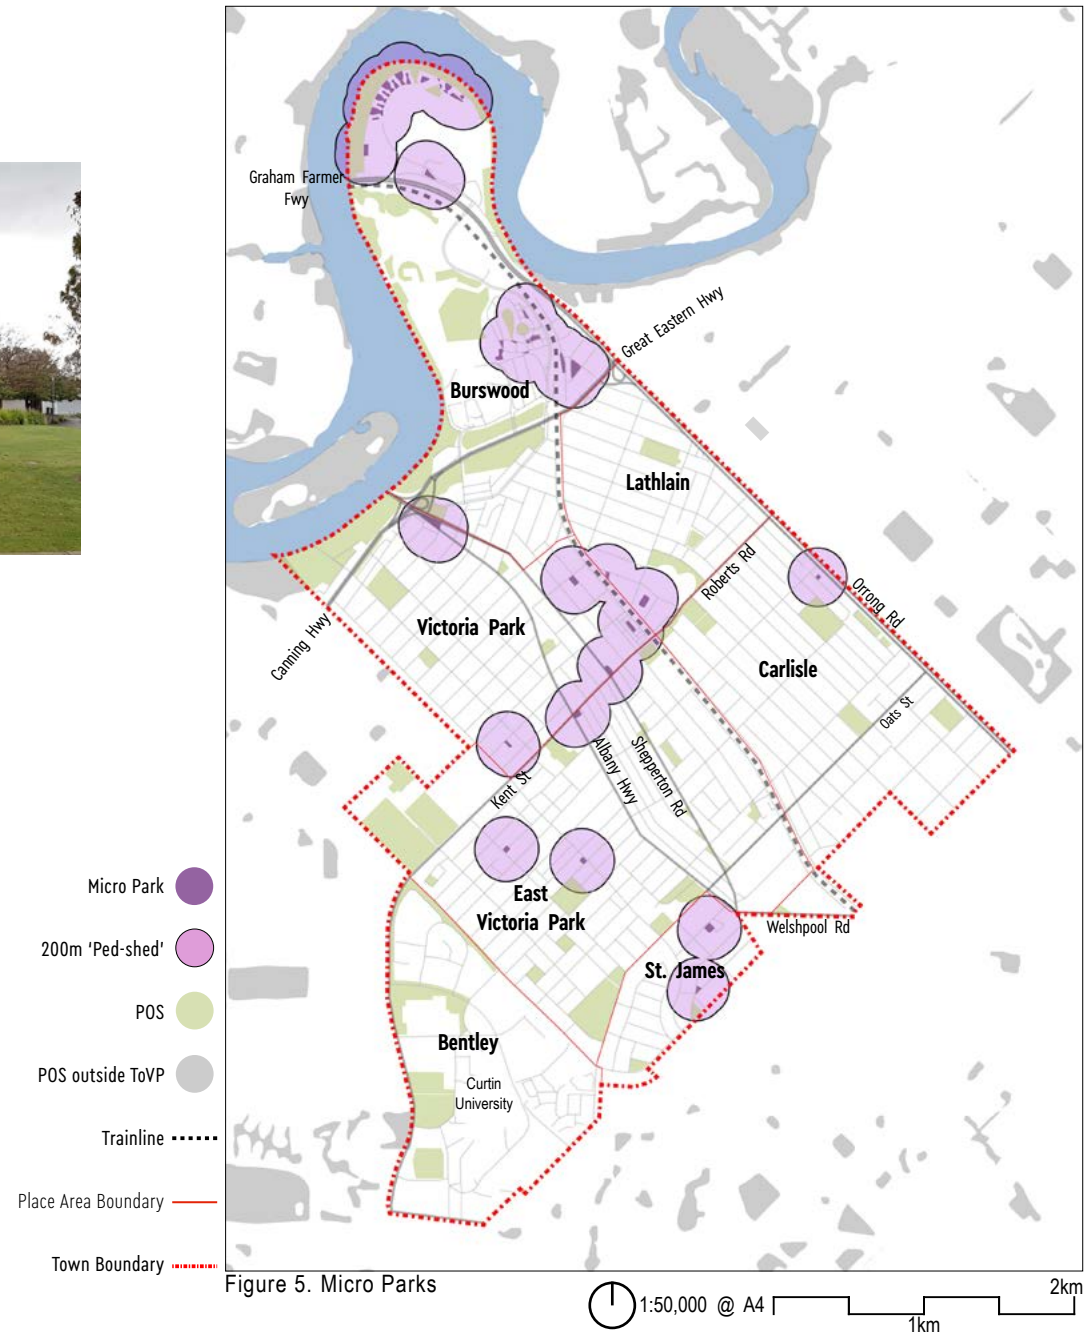 Graham Farmer
Fwy
Great Eastern Hwy
Burswood
Lathlain
Roberts Rd
Orrong Rd
Canning Hwy
Victoria Park
Carlisle
Oats St
Albany Hwy
Shepperton Rd
Kent St
East
Victoria Park
Welshpool Rd
St. James
Bentley
Curtin
University
Micro Park
200m 'Ped-shed'
POS
POS outside ToVP
Trainline
Place Area Boundary
Town Boundary
Figure 5. Micro Parks
1:50,000 @ A4
1km
2km